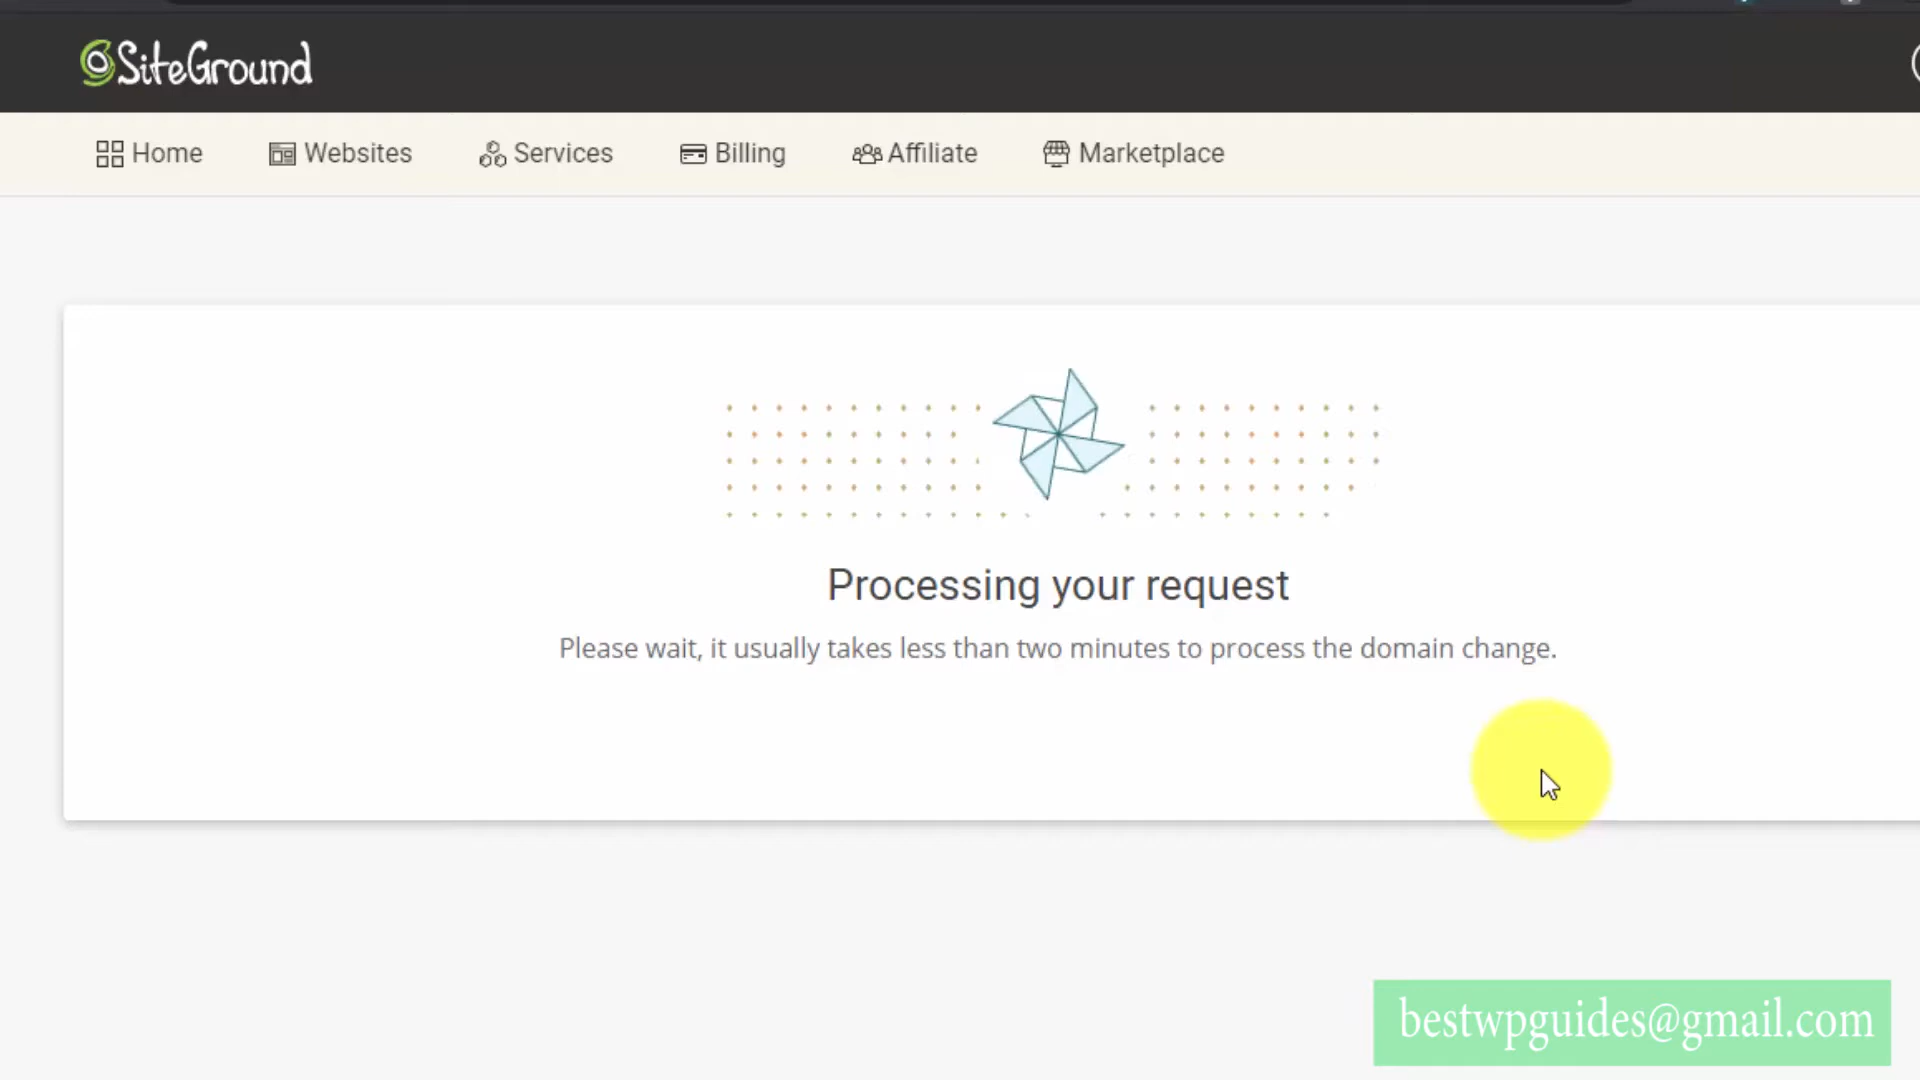 SiteGround
Home Websites Services Billing Affiliate Marketplace
Processing your request
Please wait, it usually takes less than two minutes to process the domain change.
bestwpguides@gmail.com